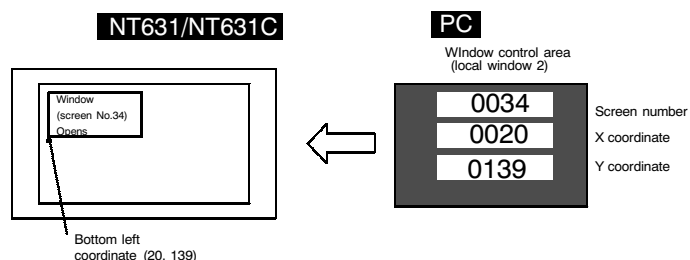 NT631/NT631C
PC
WIndow control area
(local window 2)
Window
(screen No.34)
Opens
0034
Screen number
0020
X coordinate
0139
Y coordinate
Bottom left
coordinate (20, 139)